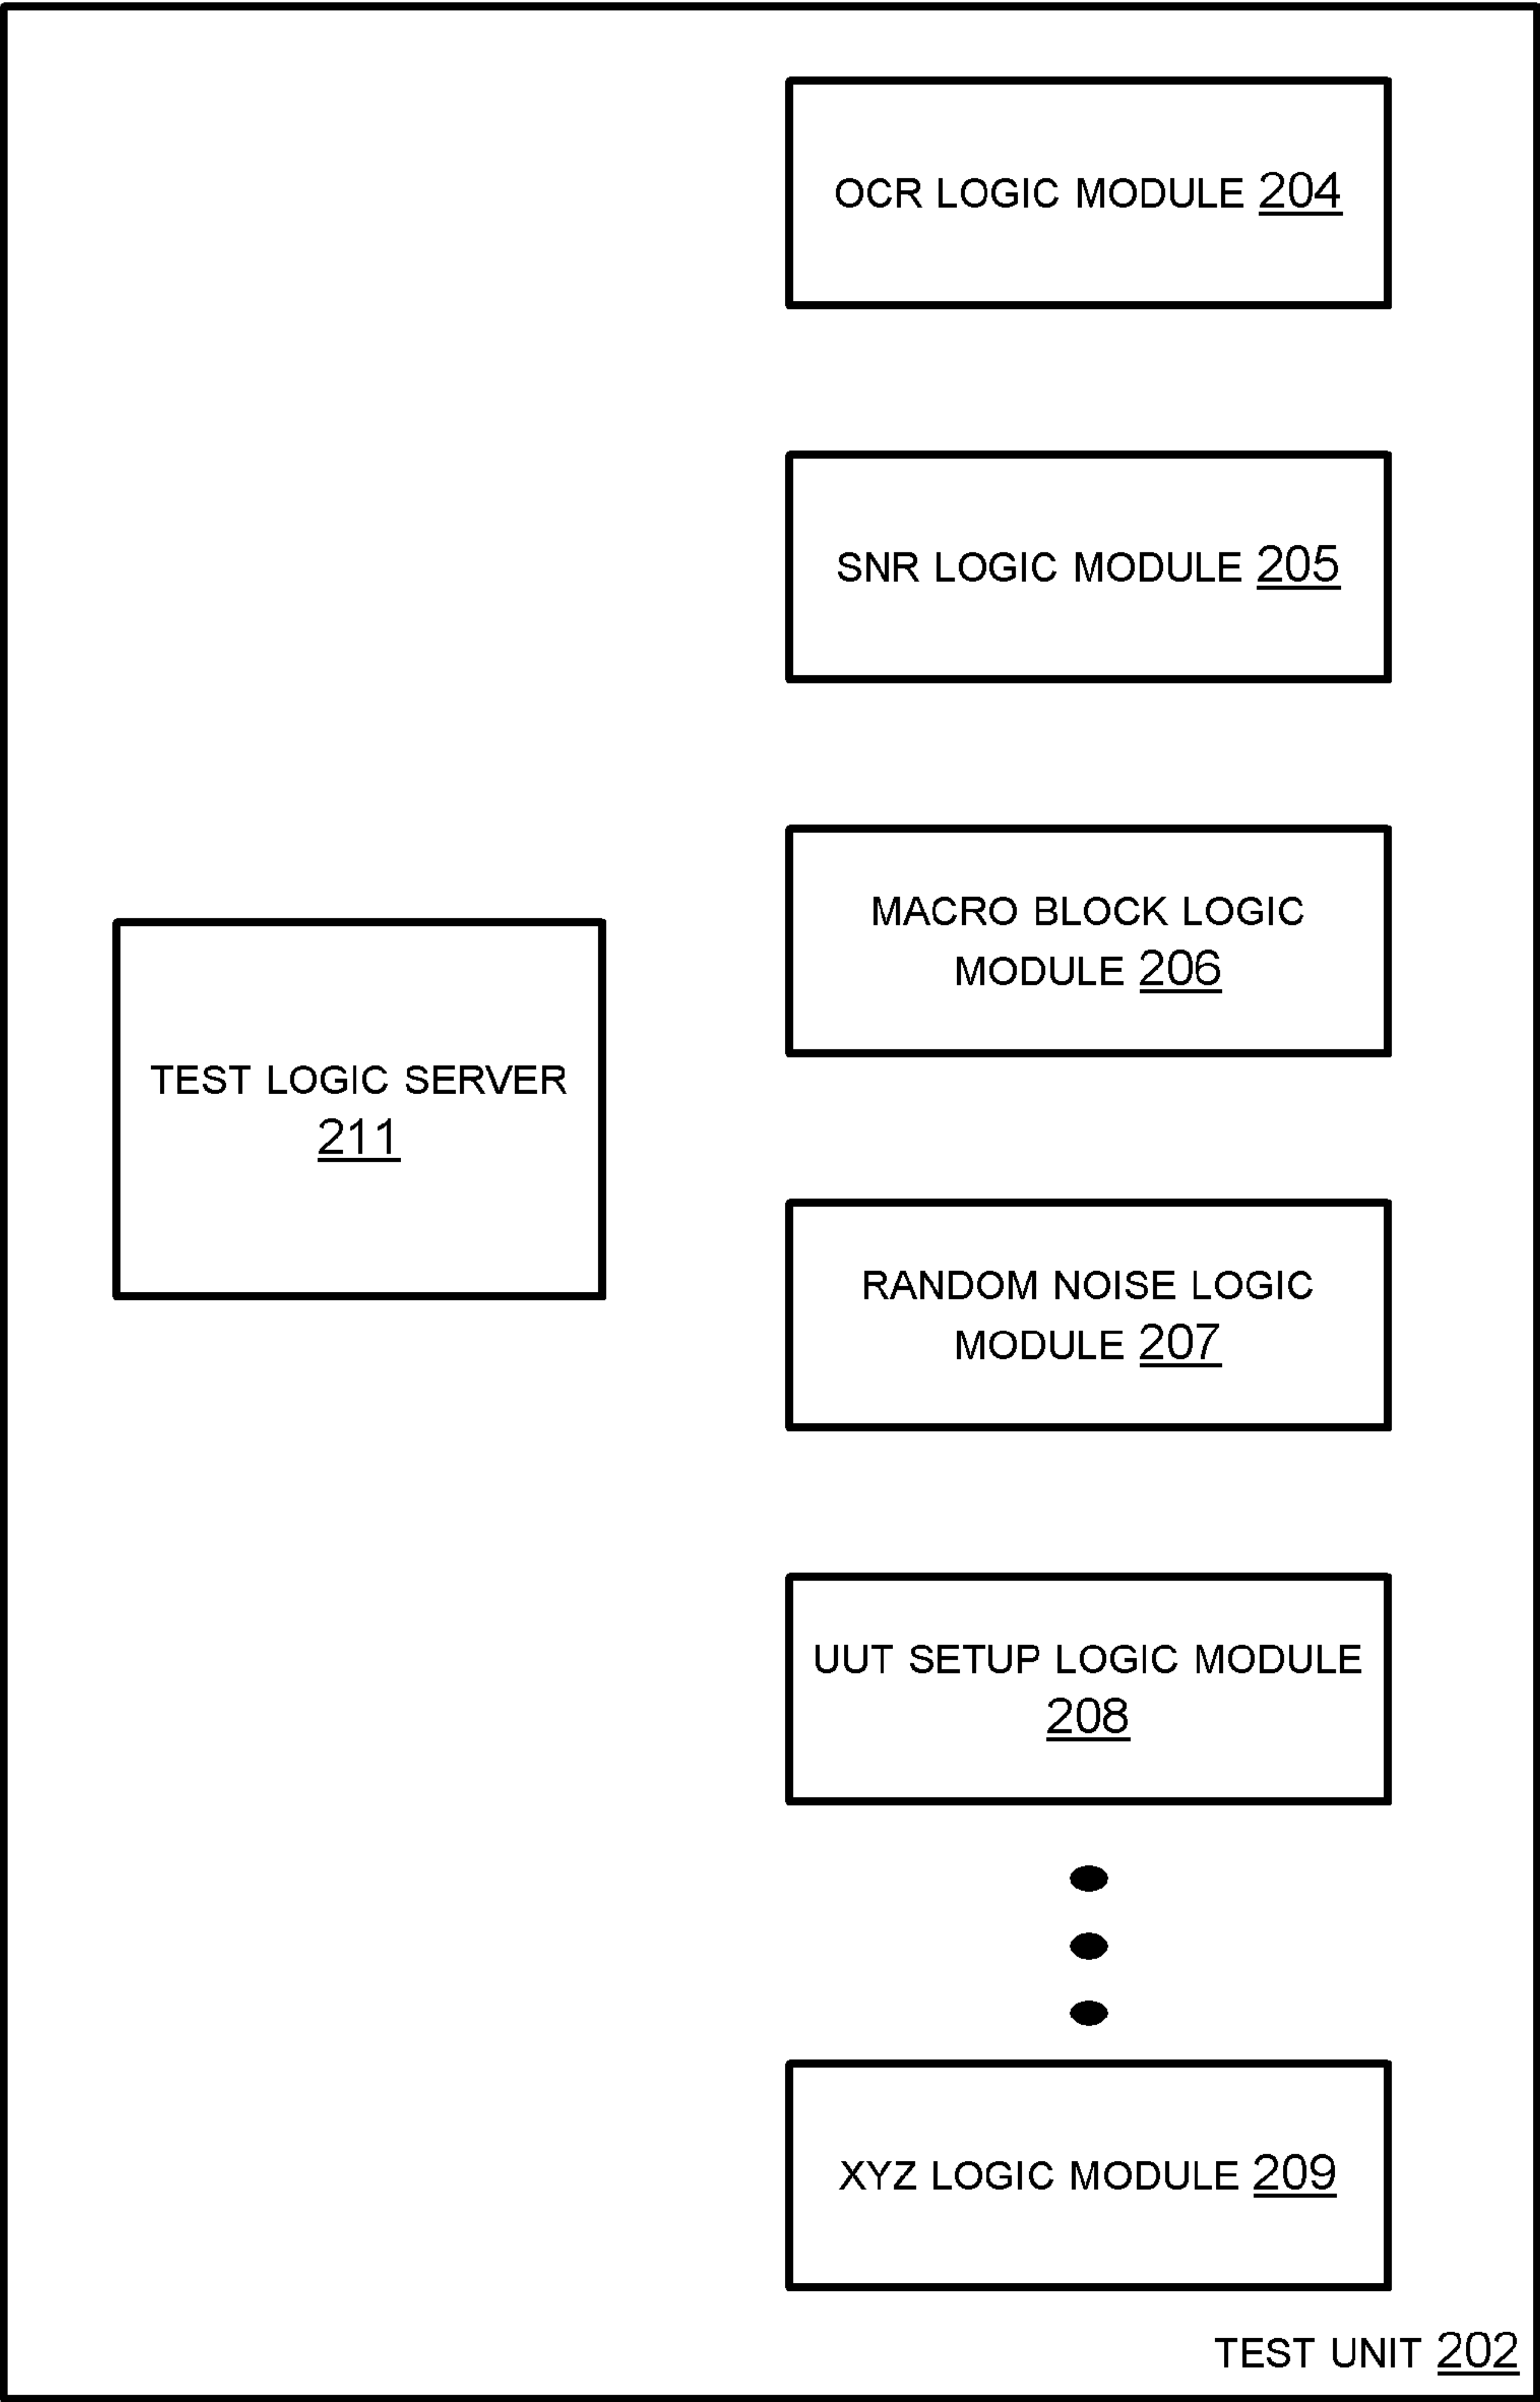 OCR LOGIC MODULE 204
SNR LOGIC MODULE 205
MACRO BLOCK LOGIC
MODULE 206
TEST LOGIC SERVER
211
RANDOM NOISE LOGIC
MODULE 207
UUT SETUP LOGIC MODULE
208
XYZ LOGIC MODULE 209
TEST UNIT 202